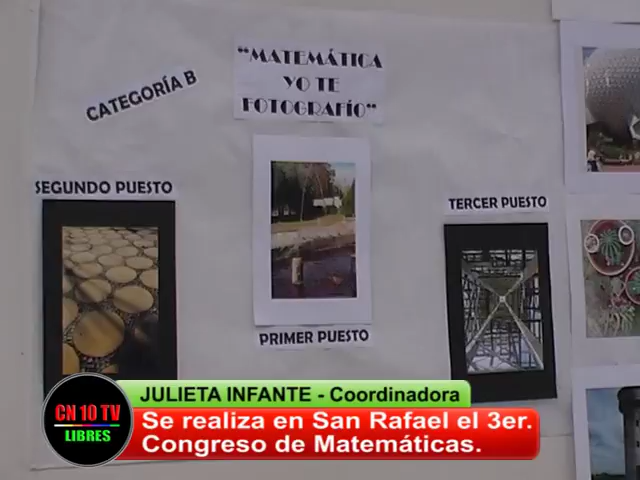 "MATEMÁTICA
YO TE
FOTOGRAFÍO"
CATEGORÍA B
SEGUNDO PUESTO
PRIMER PUESTO
TERCER PUESTO
CN 10 TV
LIBRES
JULIETA INFANTE - Coordinadora
Se realiza en San Rafael el 3er.
Congreso de Matemáticas.